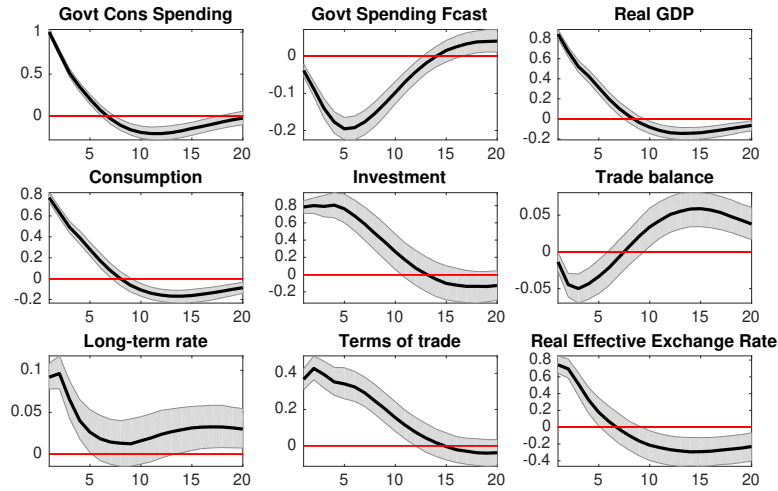 Govt Cons Spending
1
0.5
0
5 10 15 20
Govt Spending Fcast
0
-0.1
-0.2
5 10 15 20
Real GDP
0.8
0.6
0.4
0.2
0
-0.2
5 10 15 20
Consumption
0.8
0.6
0.4
0.2
0
-0.2
5 10 15 20
Investment
0.8
0.6
0.4
0.2
0
-0.2
5 10 15 20
Trade balance
0.05
0
-0.05
5 10 15 20
Long-term rate
0.1
0.05
0
5 10 15 20
Terms of trade
0.4
0.2
0
5 10 15 20
Real Effective Exchange Rate
0.8
0.6
0.4
0.2
0
-0.2
-0.4
5 10 15 20